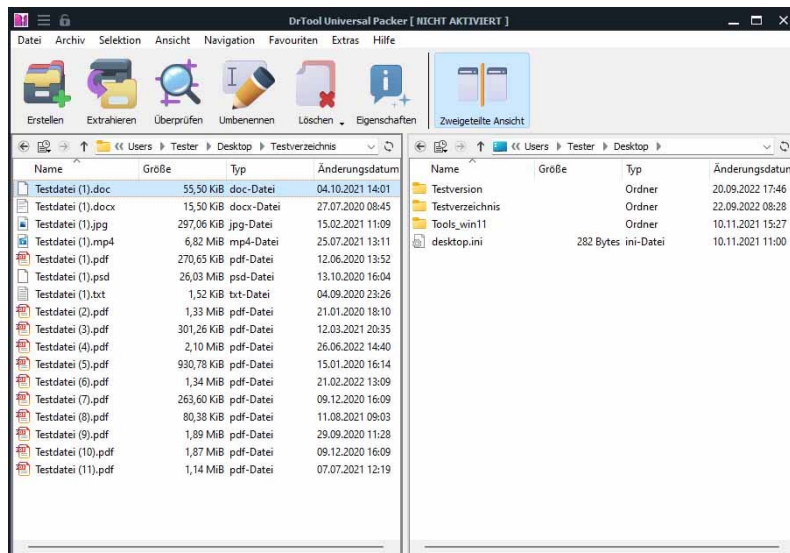 DrTool Universal Packer [ NICHT AKTIVIERT ]
Datei Archiv Selektion Ansicht Navigation Favouriten Extras Hilfe
Erstellen Extrahieren Überprüfen Umbenennen Löschen Eigenschaften Zweigeteilte Ansicht
Users Tester Desktop Testverzeichnis
Name Größe Typ Änderungsdatum
Testdatei (1).doc 55,50 KiB doc-Datei 04.10.2021 14:01
Testdatei (1).docx 15,50 KiB docx-Datei 27.07.2020 08:45
Testdatei (1).jpg 297,06 KiB jpg-Datei 15.02.2021 11:09
Testdatei (1).mp4 6,82 MiB mp4-Datei 25.07.2021 13:11
Testdatei (1).pdf 270,65 KiB pdf-Datei 12.06.2020 13:52
Testdatei (1).psd 26,03 MiB psd-Datei 13.10.2020 16:04
Testdatei (1).txt 1,52 KiB txt-Datei 04.09.2020 23:26
Testdatei (2).pdf 1,33 MiB pdf-Datei 21.01.2020 18:10
Testdatei (3).pdf 301,26 KiB pdf-Datei 12.03.2021 20:35
Testdatei (4).pdf 2,10 MiB pdf-Datei 26.06.2022 14:40
Testdatei (5).pdf 930,78 KiB pdf-Datei 15.01.2020 16:14
Testdatei (6).pdf 1,34 MiB pdf-Datei 21.02.2022 13:09
Testdatei (7).pdf 263,60 KiB pdf-Datei 09.12.2020 16:09
Testdatei (8).pdf 80,38 KiB pdf-Datei 11.08.2021 09:03
Testdatei (9).pdf 1,89 MiB pdf-Datei 29.09.2020 11:28
Testdatei (10).pdf 1,87 MiB pdf-Datei 09.12.2020 16:09
Testdatei (11).pdf 1,14 MiB pdf-Datei 07.07.2021 12:19
Users Tester Desktop
Name Größe Typ Änderungsdatum
Testversion Ordner 20.09.2022 17:46
Testverzeichnis Ordner 22.09.2022 08:28
Tools_win11 Ordner 10.11.2021 15:27
desktop.ini 282 Bytes ini-Datei 10.11.2021 11:00